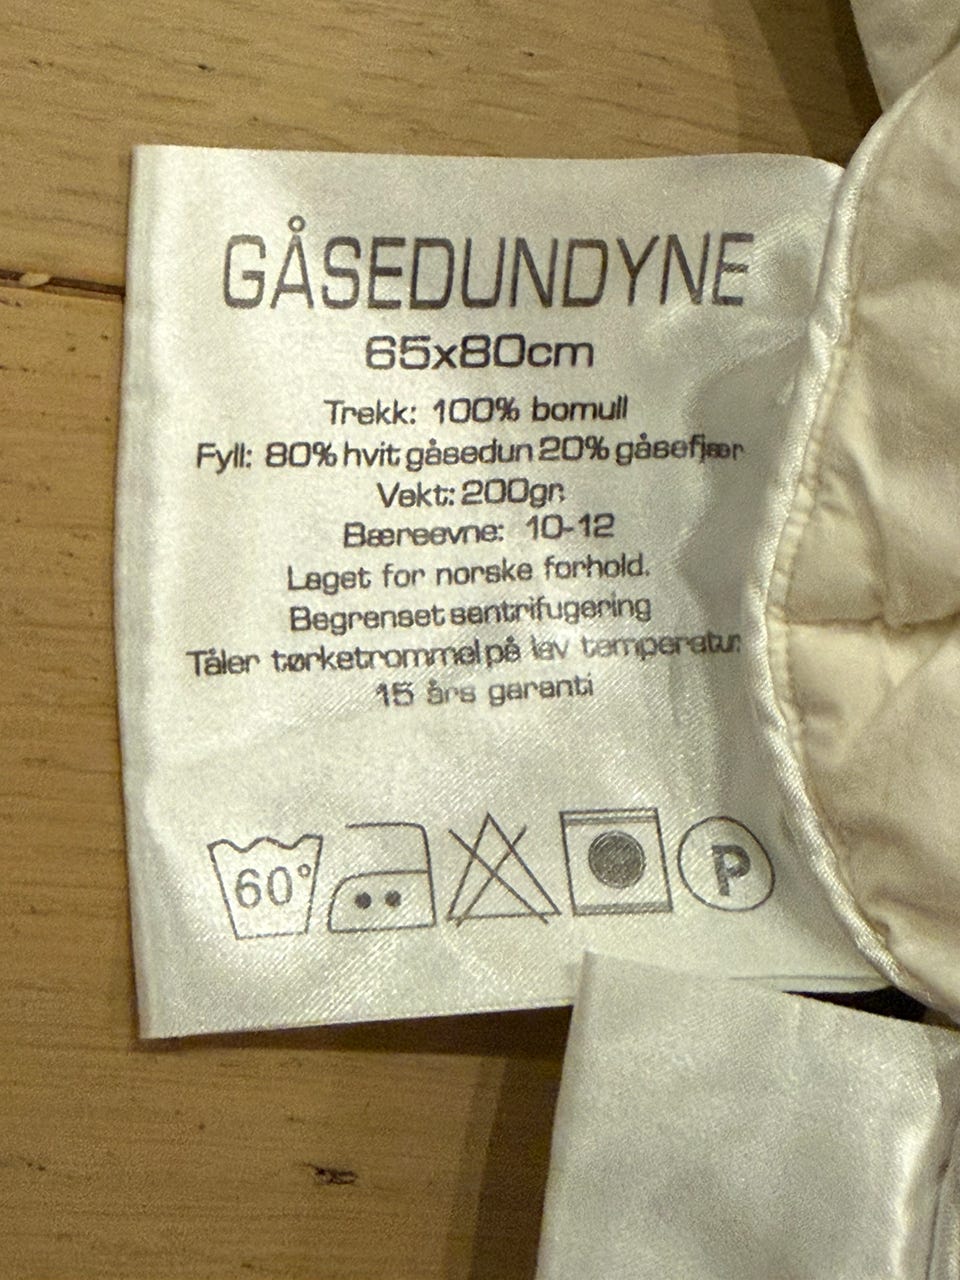 GÅSEDUNDYNE
65x80cm
Trekk: 100% bomull
Fyll: 80% hvit gåsedun 20% gåsefjær
Vekt: 200gr.
Bæreevne: 10-12
Laget for norske forhold.
Begrenset sentrifugering
Tåler tørketrommel på lav temperatur.
15 års garanti
60° P